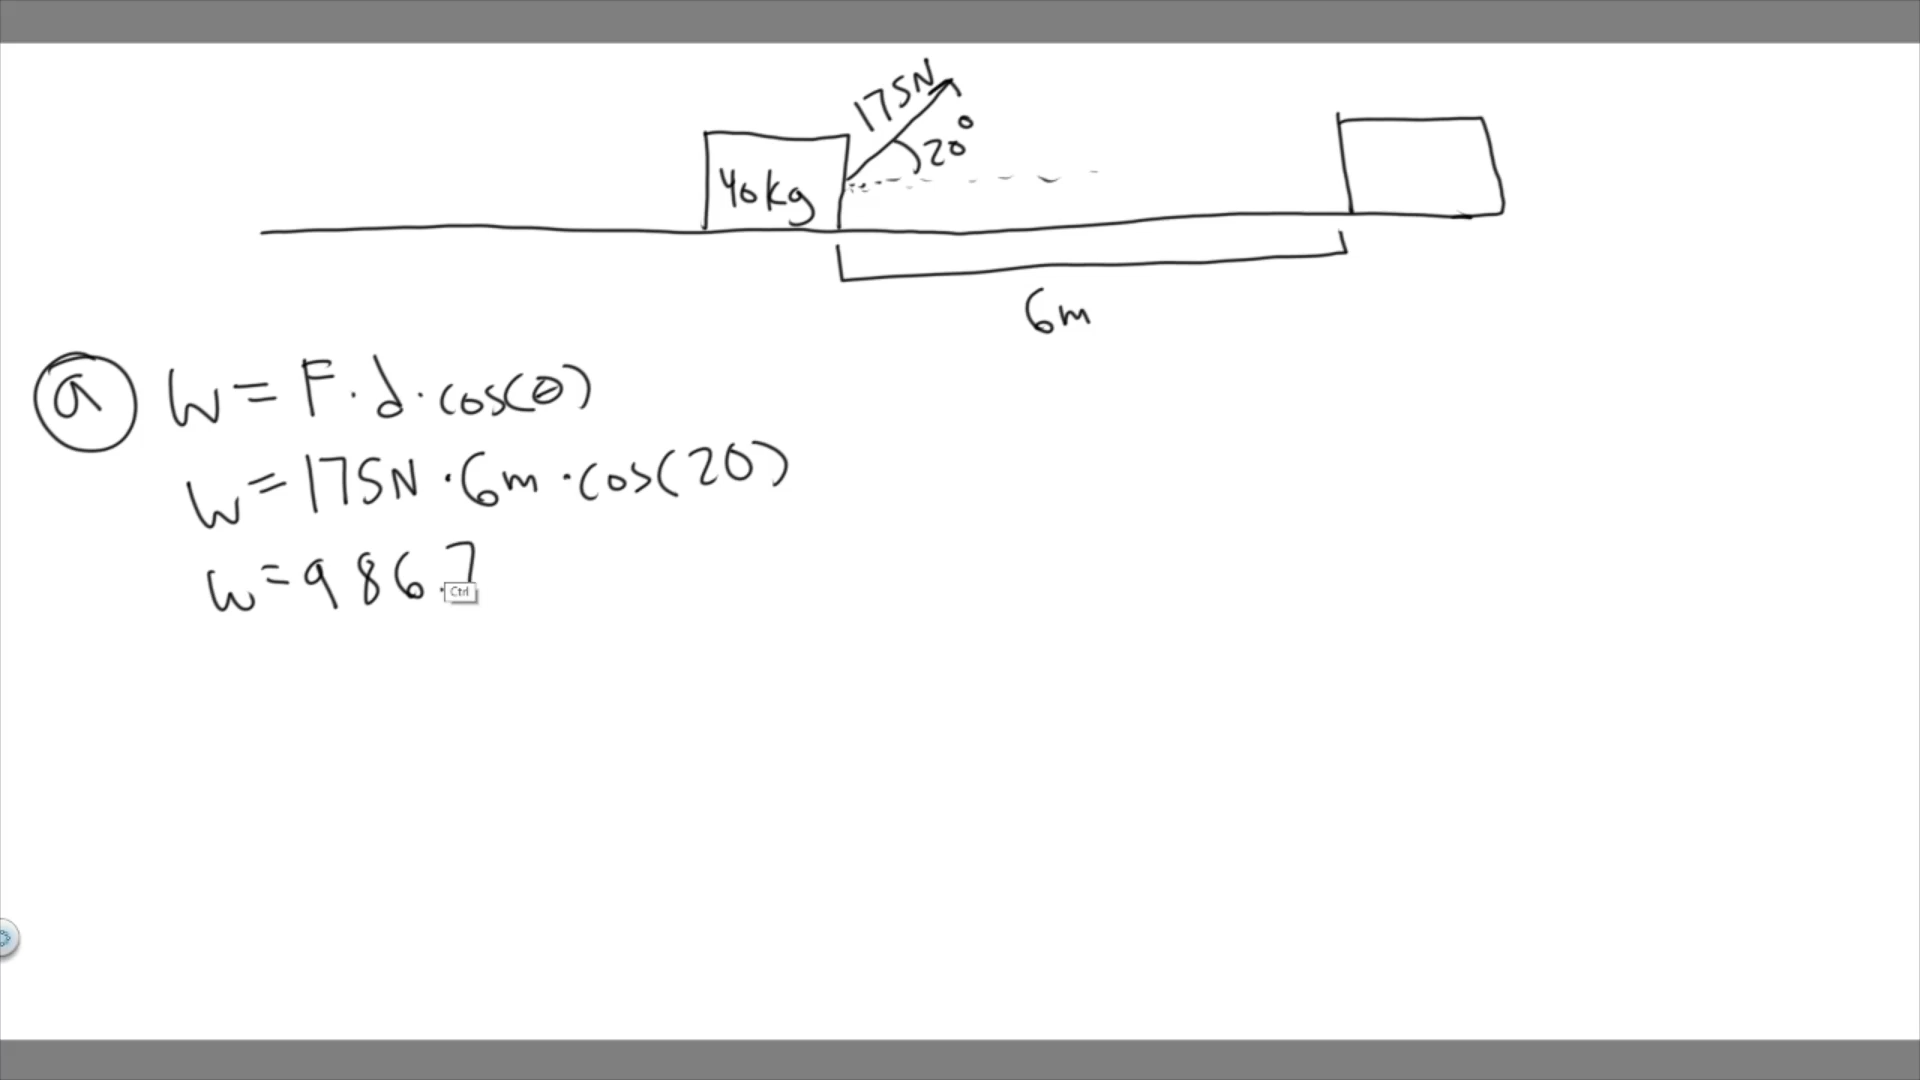 175N
20°
40kg
6m
a W = F · d · cos(θ)
W = 175N · 6m · cos(20)
W = 986.7
Ctrl